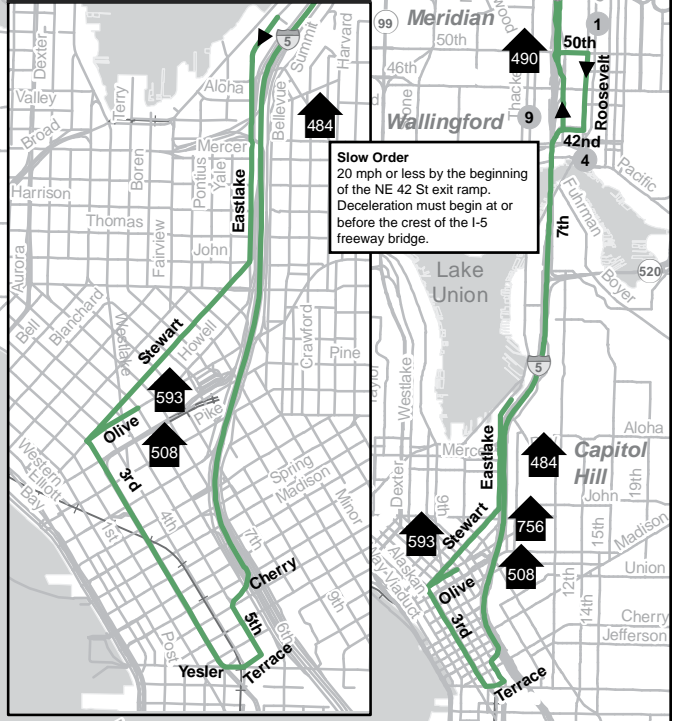 5
Dexter
Aloha
Summit
Harvard
Valley
Terry
Bellevue
484
Broad
Mercer
Boren
Pontius
Yale
Harrison
Eastlake
Thomas
Fairview
John
Aurora
Bell
Blanchard
Westlake
Stewart
Howell
Crawford
Pine
593
Olive
Pike
508
Western
Elliott
Bay
3rd
1st
4th
Spring
Madison
Minor
7th
Cherry
9th
5th
6th
Post
Yesler
Terrace
99
Meridian
wood
1
50th
50th
490
46th
Roosevelt
one
Thacke
Wallingford
9
42nd
4
Pacific
Slow Order
20 mph or less by the beginning
of the NE 42 St exit ramp.
Deceleration must begin at or
before the crest of the I-5
freeway bridge.
Fuhrman
7th
Lake
Union
520
Boyer
5
Taylor
Westlake
Aloha
Merce
Eastlake
484
Capitol
Hill
Dexter
9th
John
19th
593
Stewart
756
15th
Madison
Alaskan
Way-Viaduct
508
Union
Olive
12th
14th
3rd
Cherry
Jefferson
Terrace